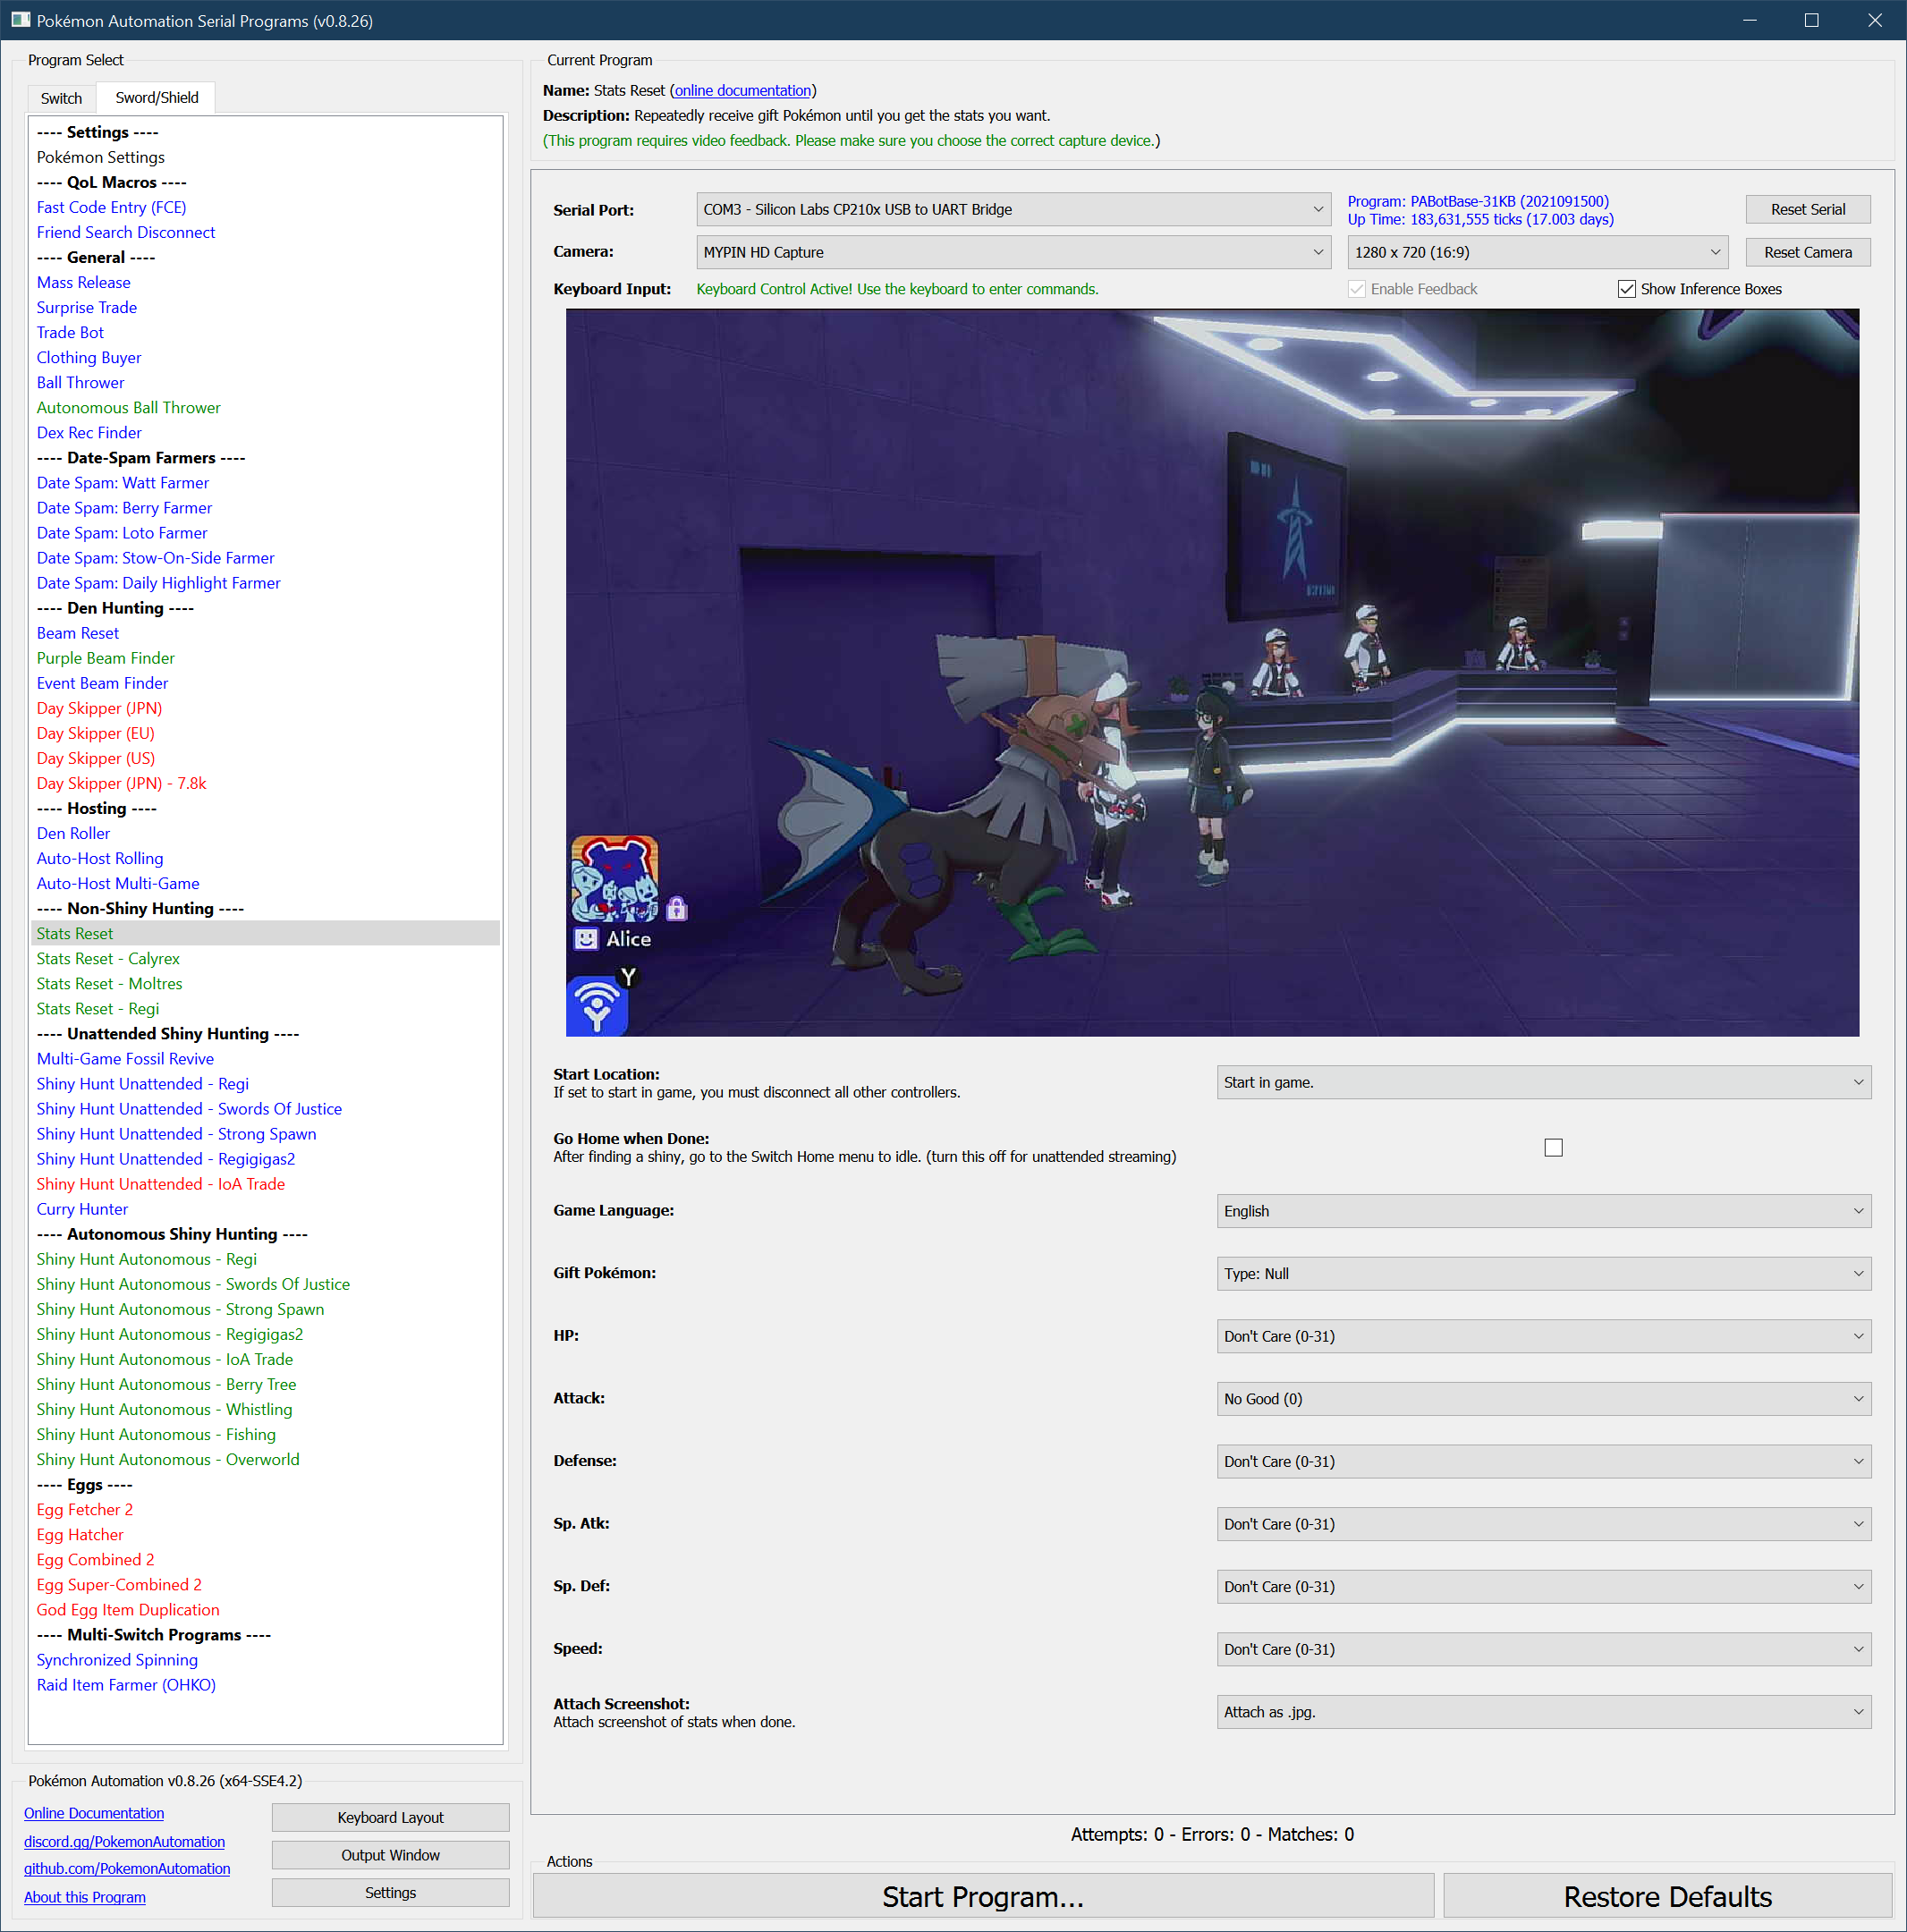 Pokémon Automation Serial Programs (v0.8.26)
Program Select
Switch
Sword/Shield
---- Settings ----
Pokémon Settings
---- QoL Macros ----
Fast Code Entry (FCE)
Friend Search Disconnect
---- General ----
Mass Release
Surprise Trade
Trade Bot
Clothing Buyer
Ball Thrower
Autonomous Ball Thrower
Dex Rec Finder
---- Date-Spam Farmers ----
Date Spam: Watt Farmer
Date Spam: Berry Farmer
Date Spam: Loto Farmer
Date Spam: Stow-On-Side Farmer
Date Spam: Daily Highlight Farmer
---- Den Hunting ----
Beam Reset
Purple Beam Finder
Event Beam Finder
Day Skipper (JPN)
Day Skipper (EU)
Day Skipper (US)
Day Skipper (JPN) - 7.8k
---- Hosting ----
Den Roller
Auto-Host Rolling
Auto-Host Multi-Game
---- Non-Shiny Hunting ----
Stats Reset
Stats Reset - Calyrex
Stats Reset - Moltres
Stats Reset - Regi
---- Unattended Shiny Hunting ----
Multi-Game Fossil Revive
Shiny Hunt Unattended - Regi
Shiny Hunt Unattended - Swords Of Justice
Shiny Hunt Unattended - Strong Spawn
Shiny Hunt Unattended - Regigigas2
Shiny Hunt Unattended - IoA Trade
Curry Hunter
---- Autonomous Shiny Hunting ----
Shiny Hunt Autonomous - Regi
Shiny Hunt Autonomous - Swords Of Justice
Shiny Hunt Autonomous - Strong Spawn
Shiny Hunt Autonomous - Regigigas2
Shiny Hunt Autonomous - IoA Trade
Shiny Hunt Autonomous - Berry Tree
Shiny Hunt Autonomous - Whistling
Shiny Hunt Autonomous - Fishing
Shiny Hunt Autonomous - Overworld
---- Eggs ----
Egg Fetcher 2
Egg Hatcher
Egg Combined 2
Egg Super-Combined 2
God Egg Item Duplication
---- Multi-Switch Programs ----
Synchronized Spinning
Raid Item Farmer (OHKO)
Pokémon Automation v0.8.26 (x64-SSE4.2)
Online Documentation
discord.gg/PokemonAutomation
github.com/PokemonAutomation
About this Program
Keyboard Layout
Output Window
Settings
Current Program
Name: Stats Reset (online documentation)
Description: Repeatedly receive gift Pokémon until you get the stats you want.
(This program requires video feedback. Please make sure you choose the correct capture device.)
Serial Port:
COM3 - Silicon Labs CP210x USB to UART Bridge
Program: PABotBase-31KB (2021091500)
Up Time: 183,631,555 ticks (17.003 days)
Reset Serial
Camera:
MYPIN HD Capture
1280 x 720 (16:9)
Reset Camera
Keyboard Input:
Keyboard Control Active! Use the keyboard to enter commands.
Enable Feedback
Show Inference Boxes
Alice
Y
Start Location:
If set to start in game, you must disconnect all other controllers.
Start in game.
Go Home when Done:
After finding a shiny, go to the Switch Home menu to idle. (turn this off for unattended streaming)
Game Language:
English
Gift Pokémon:
Type: Null
HP:
Don't Care (0-31)
Attack:
No Good (0)
Defense:
Don't Care (0-31)
Sp. Atk:
Don't Care (0-31)
Sp. Def:
Don't Care (0-31)
Speed:
Don't Care (0-31)
Attach Screenshot:
Attach screenshot of stats when done.
Attach as .jpg.
Attempts: 0 - Errors: 0 - Matches: 0
Actions
Start Program...
Restore Defaults